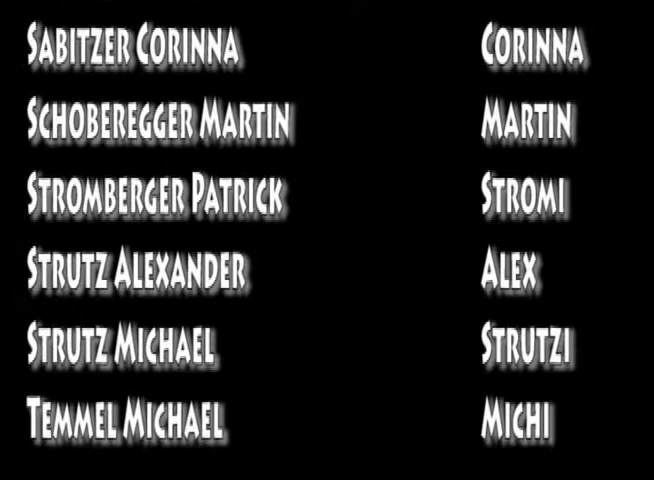 SABITZER CORINNA CORINNA
SCHOBEREGGER MARTIN MARTIN
STROMBERGER PATRICK STROMI
STRUTZ ALEXANDER ALEX
STRUTZ MICHAEL STRUTZI
TEMMEL MICHAEL MICHI